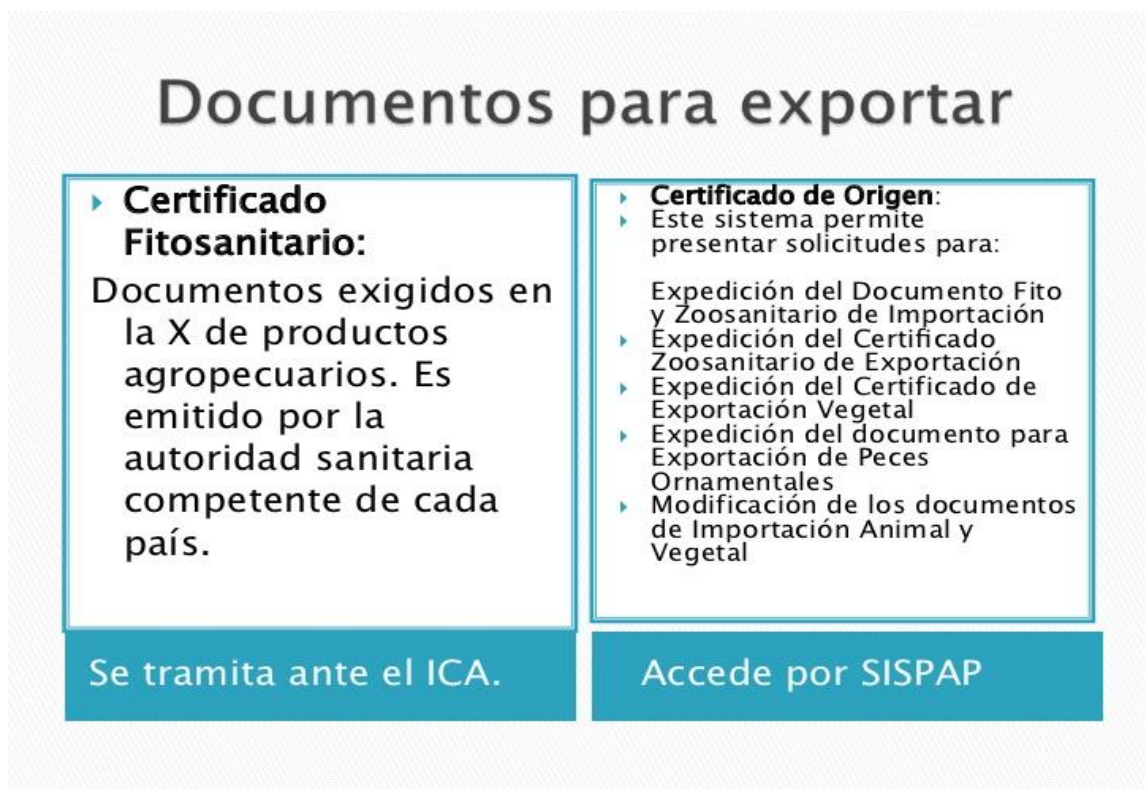 Documentos para exportar
Certificado
Fitosanitario:
Documentos exigidos en
la X de productos
agropecuarios. Es
emitido por la
autoridad sanitaria
competente de cada
país.
Se tramita ante el ICA.
Certificado de Origen:
Este sistema permite
presentar solicitudes para:
Expedición del Documento Fito
y Zoosanitario de Importación
Expedición del Certificado
Zoosanitario de Exportación
Expedición del Certificado de
Exportación Vegetal
Expedición del documento para
Exportación de Peces
Ornamentales
Modificación de los documentos
de Importación Animal y
Vegetal
Accede por SISPAP